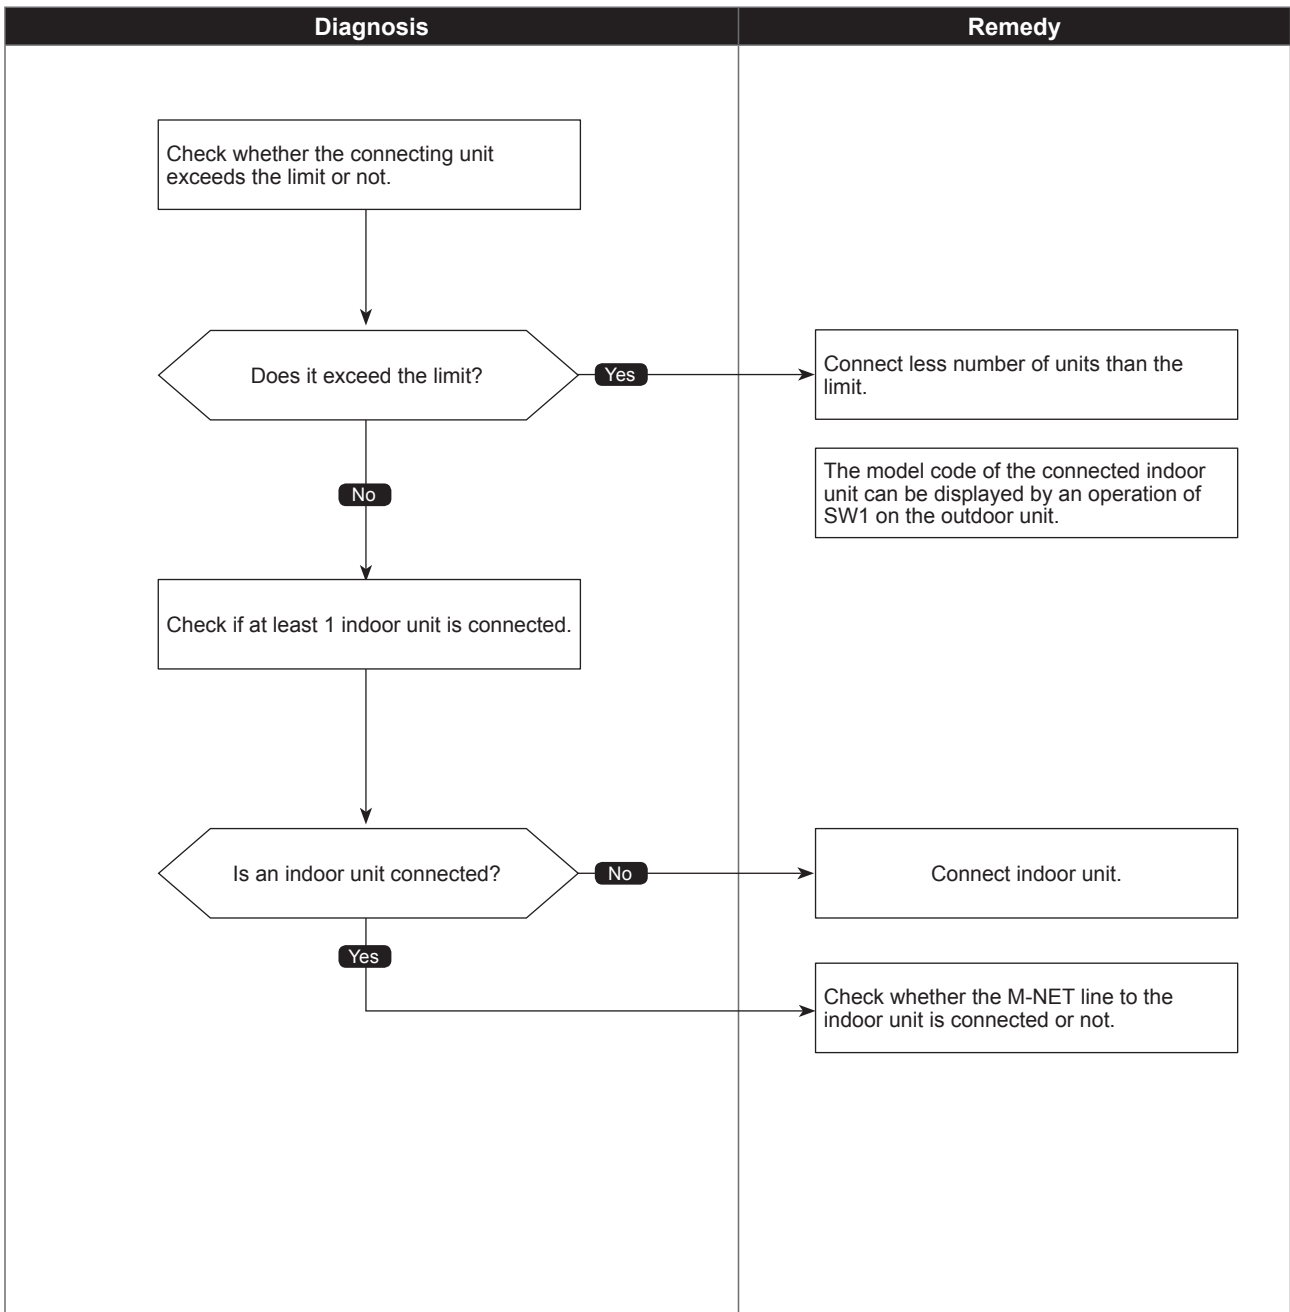 Diagnosis
Remedy
Check whether the connecting unit
exceeds the limit or not.
Does it exceed the limit?
Yes
Connect less number of units than the
limit.
The model code of the connected indoor
unit can be displayed by an operation of
SW1 on the outdoor unit.
No
Check if at least 1 indoor unit is connected.
Is an indoor unit connected?
No
Connect indoor unit.
Yes
Check whether the M-NET line to the
indoor unit is connected or not.